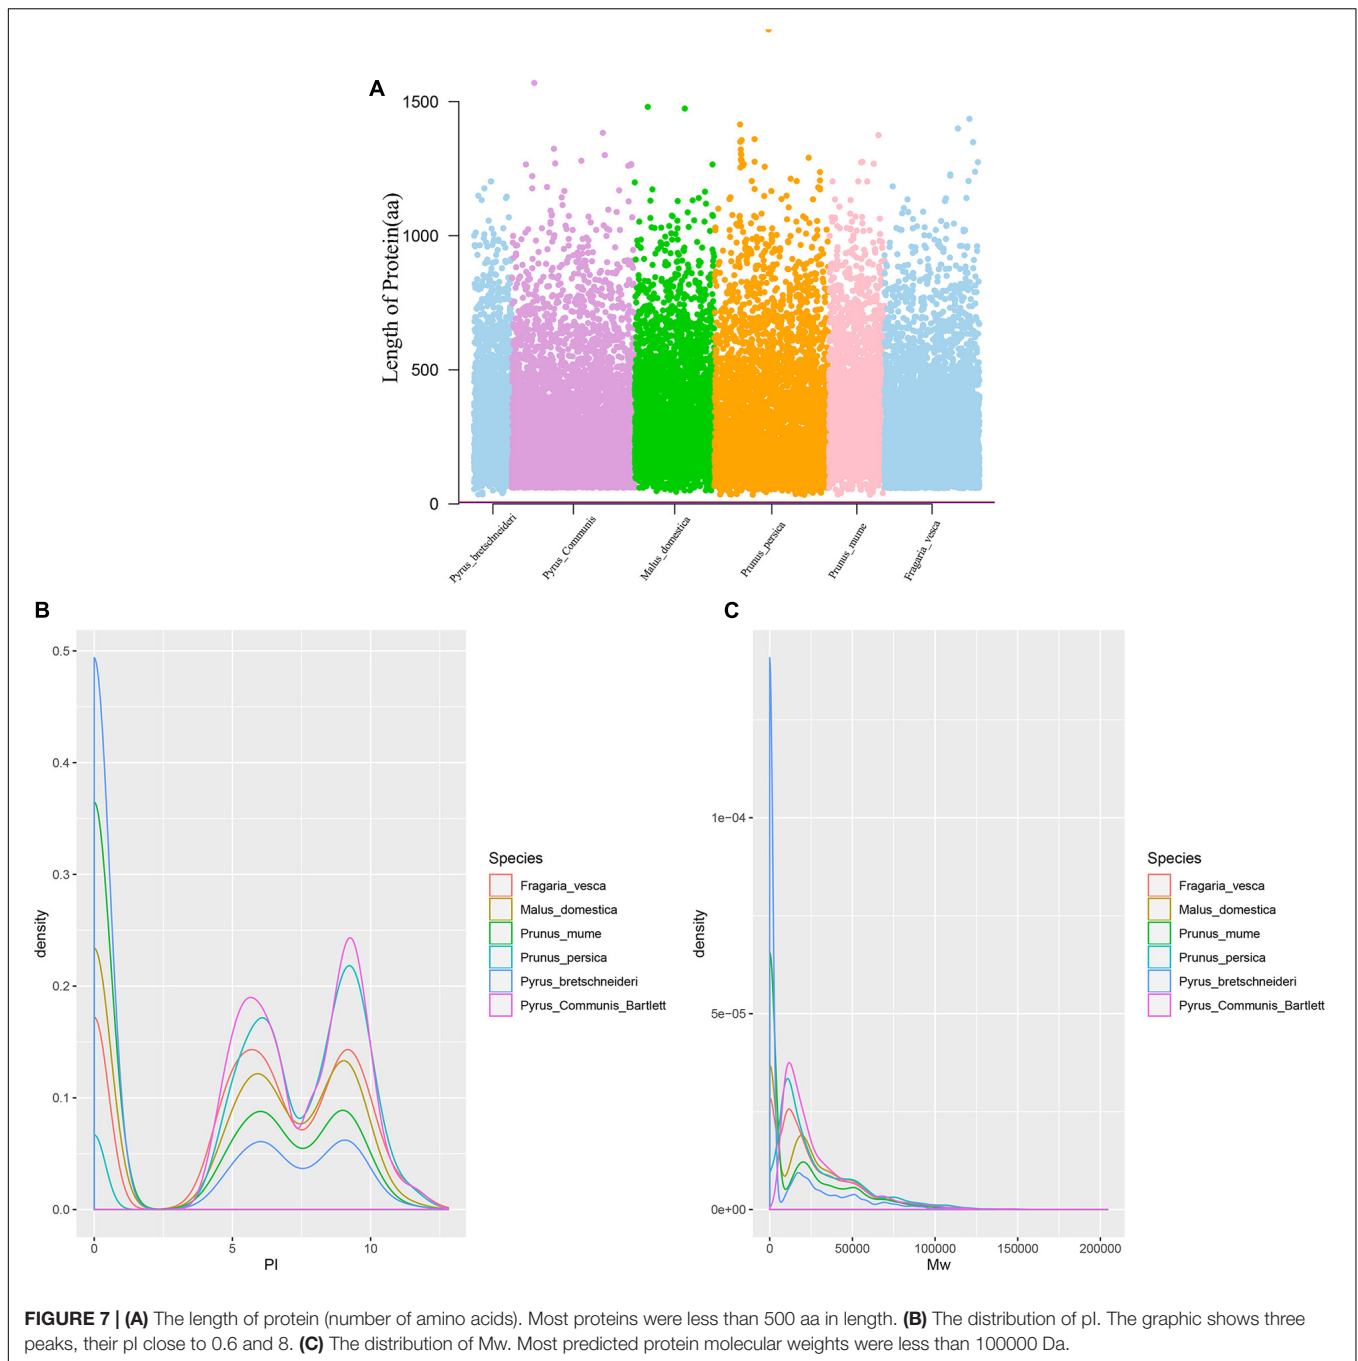 A
1500
1000
500
0
Length of Protein(aa)
Pyrus_bretschneideri
Pyrus_Communis
Malus_domestica
Prunus_persica
Prunus_mume
Fragaria_vesca
B
0.5
0.4
0.3
0.2
0.1
0.0
density
0
5
10
PI
Species
Fragaria_vesca
Malus_domestica
Prunus_mume
Prunus_persica
Pyrus_bretschneideri
Pyrus_Communis_Bartlett
C
1e−04
5e−05
0e+00
density
0
50000
100000
150000
200000
Mw
Species
Fragaria_vesca
Malus_domestica
Prunus_mume
Prunus_persica
Pyrus_bretschneideri
Pyrus_Communis_Bartlett
FIGURE 7 | (A) The length of protein (number of amino acids). Most proteins were less than 500 aa in length. (B) The distribution of pI. The graphic shows three
peaks, their pI close to 0.6 and 8. (C) The distribution of Mw. Most predicted protein molecular weights were less than 100000 Da.